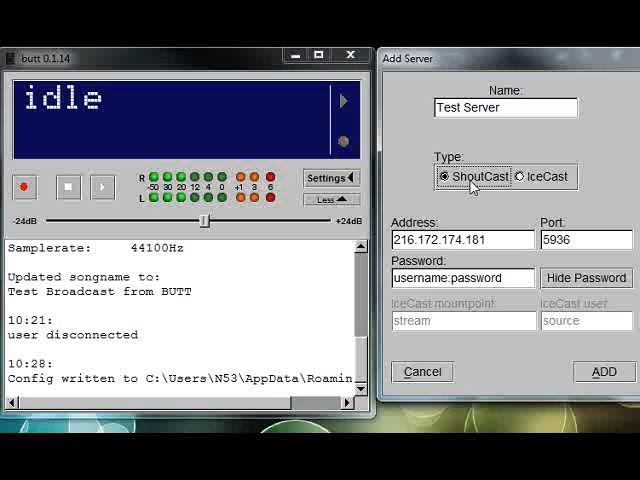 butt 0.1.14
idle
R
-50 30 20 12 4 0 +1 3 6
L
Settings
Less
-24dB
+24dB
Samplerate: 44100Hz
Updated songname to:
Test Broadcast from BUTT
10:21:
user disconnected
10:28:
Config written to C:\Users\N53\AppData\Roamin
Add Server
Name:
Test Server
Type:
ShoutCast IceCast
Address: Port:
216.172.174.181 5936
Password:
username:password Hide Password
IceCast mountpoint: IceCast user
stream source
Cancel ADD